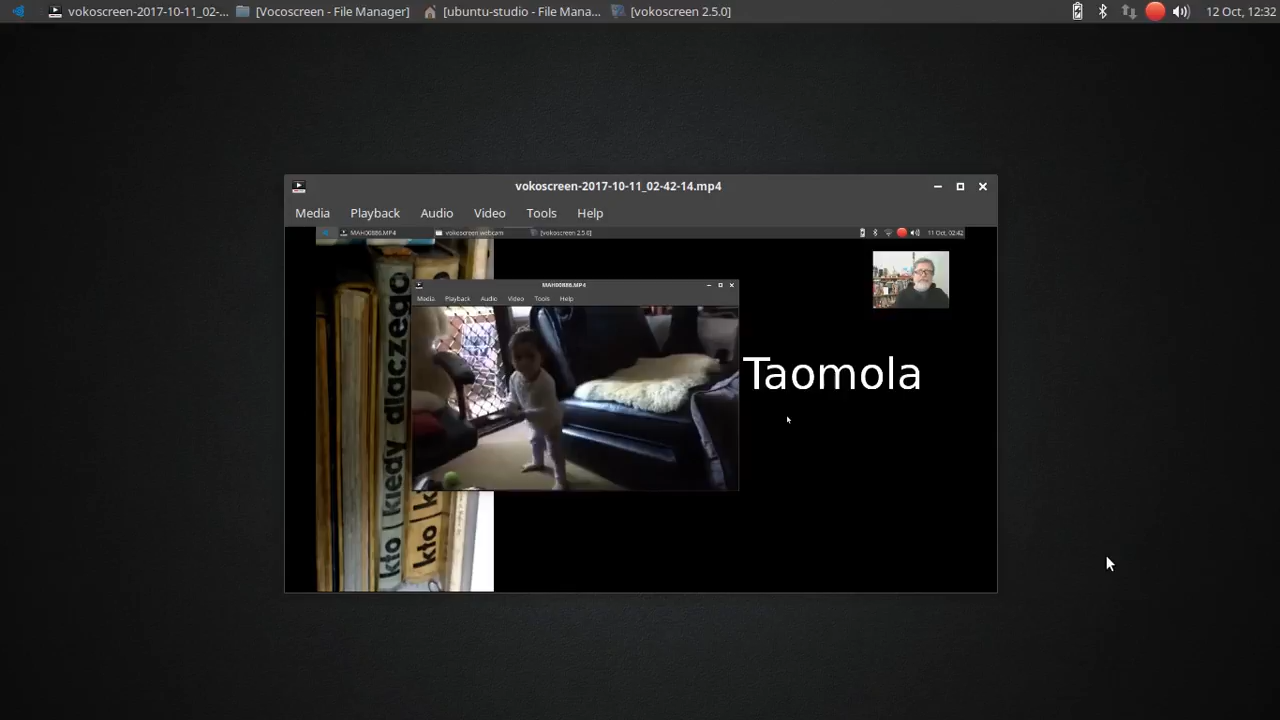 vokoscreen-2017-10-11_02-...
[Vocoscreen - File Manager]
[ubuntu-studio - File Mana...
[vokoscreen 2.5.0]
12 Oct, 12:32
vokoscreen-2017-10-11_02-42-14.mp4
Media Playback Audio Video Tools Help
MAH00886.MP4
vokoscreen webcam
[vokoscreen 2.5.0]
11 Oct, 02:42
MAH00886.MP4
Media Playback Audio Video Tools Help
Taomola
kto | kiedy dlaczego
kto | k